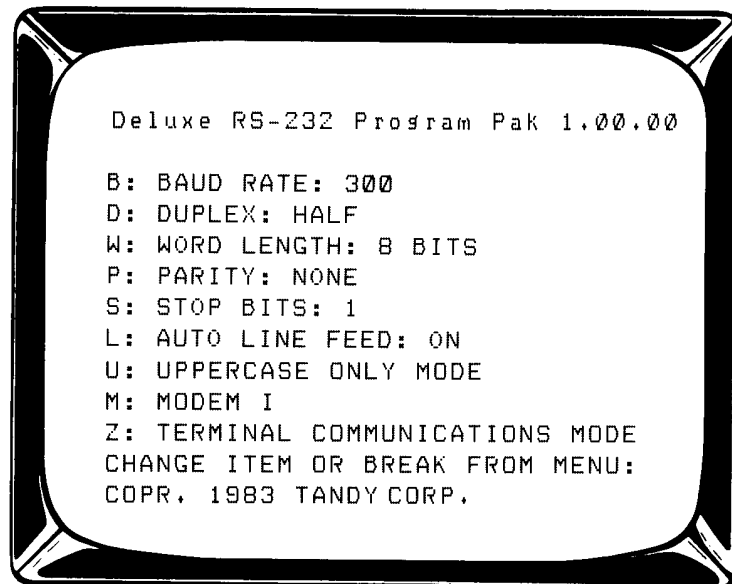 Deluxe RS-232 Program Pak 1.00.00
B: BAUD RATE: 300
D: DUPLEX: HALF
W: WORD LENGTH: 8 BITS
P: PARITY: NONE
S: STOP BITS: 1
L: AUTO LINE FEED: ON
U: UPPERCASE ONLY MODE
M: MODEM I
Z: TERMINAL COMMUNICATIONS MODE
CHANGE ITEM OR BREAK FROM MENU:
COPR. 1983 TANDY CORP.